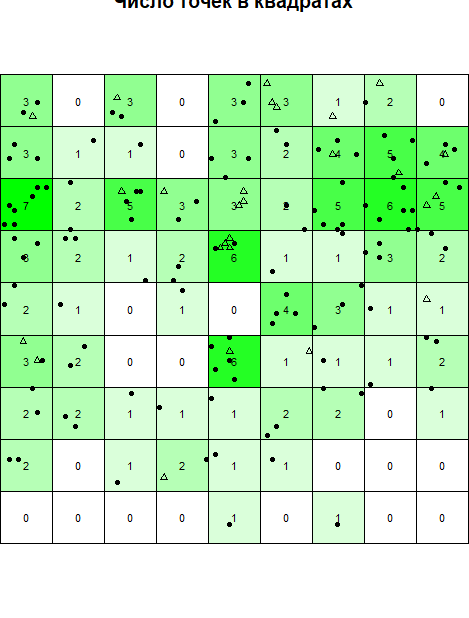 Число точек в квадратах
3 0 3 0 3 3 1 2 0
3 1 1 0 3 2 4 5 4
7 2 5 3 3 2 5 6 5
3 2 1 2 6 1 1 3 2
2 1 0 1 0 4 3 1 1
3 2 0 0 6 1 1 1 2
2 2 1 1 1 2 2 0 1
2 0 1 2 1 1 0 0 0
0 0 0 0 1 0 1 0 0